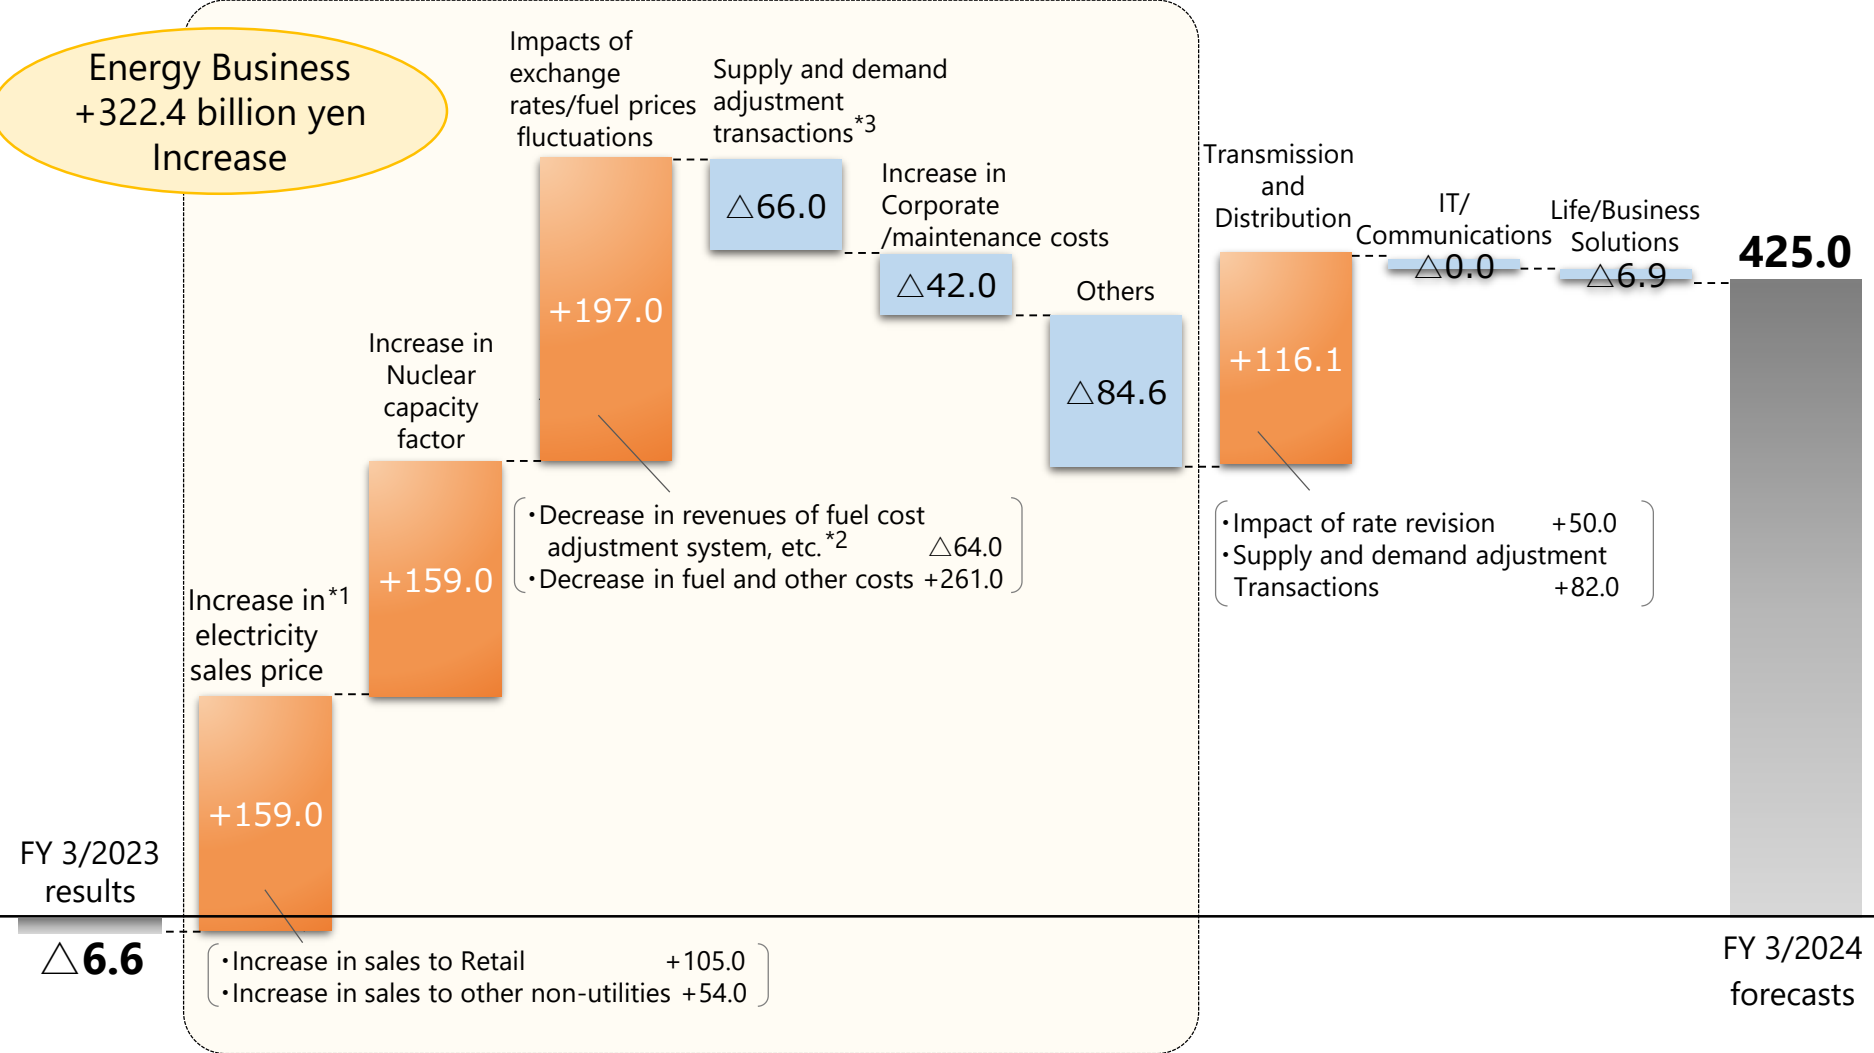 Energy Business
+322.4 billion yen
Increase
FY 3/2023
results
△6.6
Increase in*1
electricity
sales price
+159.0
・Increase in sales to Retail +105.0
・Increase in sales to other non-utilities +54.0
Increase in
Nuclear
capacity
factor
+159.0
Impacts of
exchange
rates/fuel prices
fluctuations
+197.0
・Decrease in revenues of fuel cost
adjustment system, etc.*2 △64.0
・Decrease in fuel and other costs +261.0
Supply and demand
adjustment
transactions*3
△66.0
Increase in
Corporate
/maintenance costs
△42.0
Others
△84.6
Transmission
and
Distribution
+116.1
・Impact of rate revision +50.0
・Supply and demand adjustment
Transactions +82.0
IT/
Communications
△0.0
Life/Business
Solutions
△6.9
425.0
FY 3/2024
forecasts